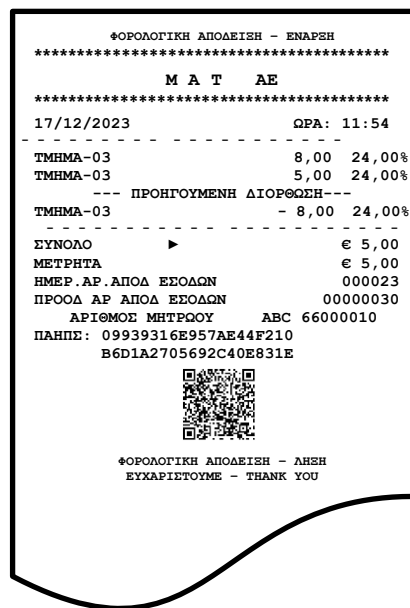 ΦΟΡΟΛΟΓΙΚΗ ΑΠΟΔΕΙΞΗ – ΕΝΑΡΞΗ
******************************************
Μ Α Τ ΑΕ
******************************************
17/12/2023 ΩΡΑ: 11:54
- - - - - - - - - - - - - - - - - - - -
ΤΜΗΜΑ-03 8,00 24,00%
ΤΜΗΜΑ-03 5,00 24,00%
--- ΠΡΟΗΓΟΥΜΕΝΗ ΔΙΟΡΘΩΣΗ---
ΤΜΗΜΑ-03 - 8,00 24,00%
- - - - - - - - - - - - - - - - - - - -
ΣΥΝΟΛΟ ► € 5,00
ΜΕΤΡΗΤΑ € 5,00
ΗΜΕΡ.ΑΡ.ΑΠΟΔ ΕΣΟΔΩΝ 000023
ΠΡΟΟΔ ΑΡ ΑΠΟΔ ΕΣΟΔΩΝ 00000030
ΑΡΙΘΜΟΣ ΜΗΤΡΩΟΥ ABC 66000010
ΠΑΗΠΣ: 09939316E957AE44F210
B6D1A2705692C40E831E
ΦΟΡΟΛΟΓΙΚΗ ΑΠΟΔΕΙΞΗ – ΛΗΞΗ
ΕΥΧΑΡΙΣΤΟΥΜΕ – THANK YOU